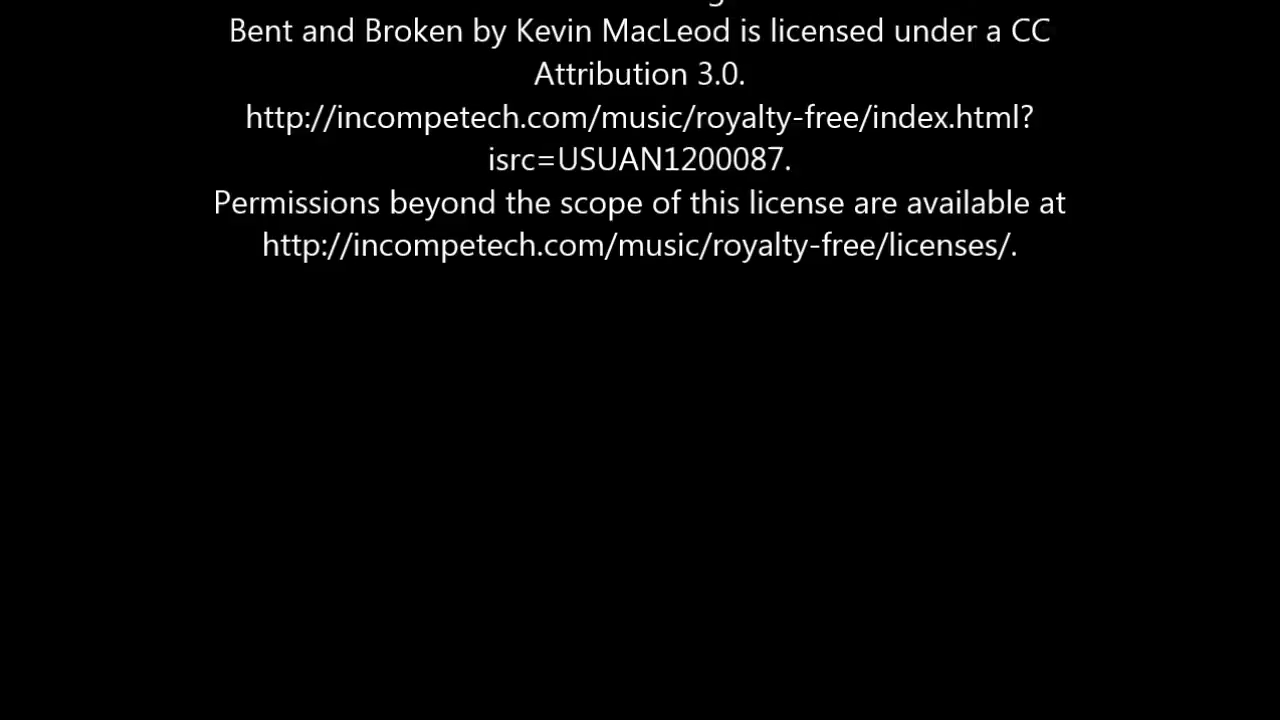 Bent and Broken by Kevin MacLeod is licensed under a CC
Attribution 3.0.
http://incompetech.com/music/royalty-free/index.html?
isrc=USUAN1200087.
Permissions beyond the scope of this license are available at
http://incompetech.com/music/royalty-free/licenses/.